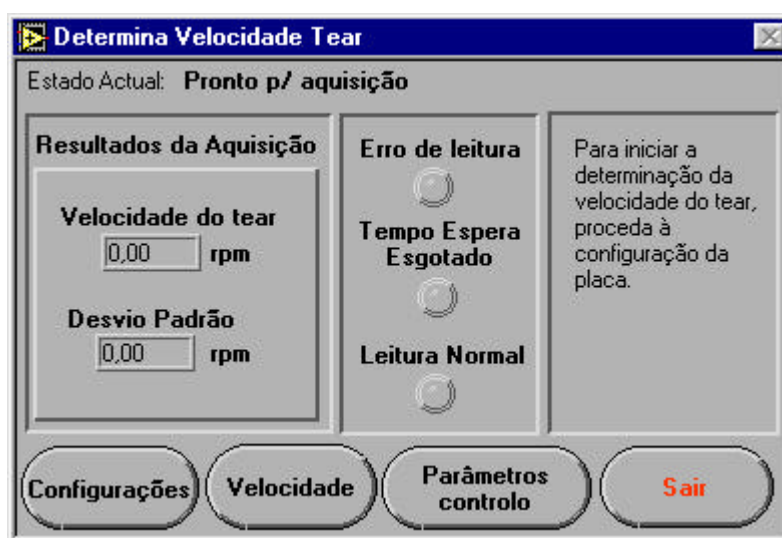 Determina Velocidade Tear
Estado Actual: Pronto p/ aquisição
Resultados da Aquisição
Velocidade do tear
0,00 rpm
Desvio Padrão
0,00 rpm
Erro de leitura
Tempo Espera
Esgotado
Leitura Normal
Para iniciar a
determinação da
velocidade do tear,
proceda à
configuração da
placa.
Configurações
Velocidade
Parâmetros
controlo
Sair